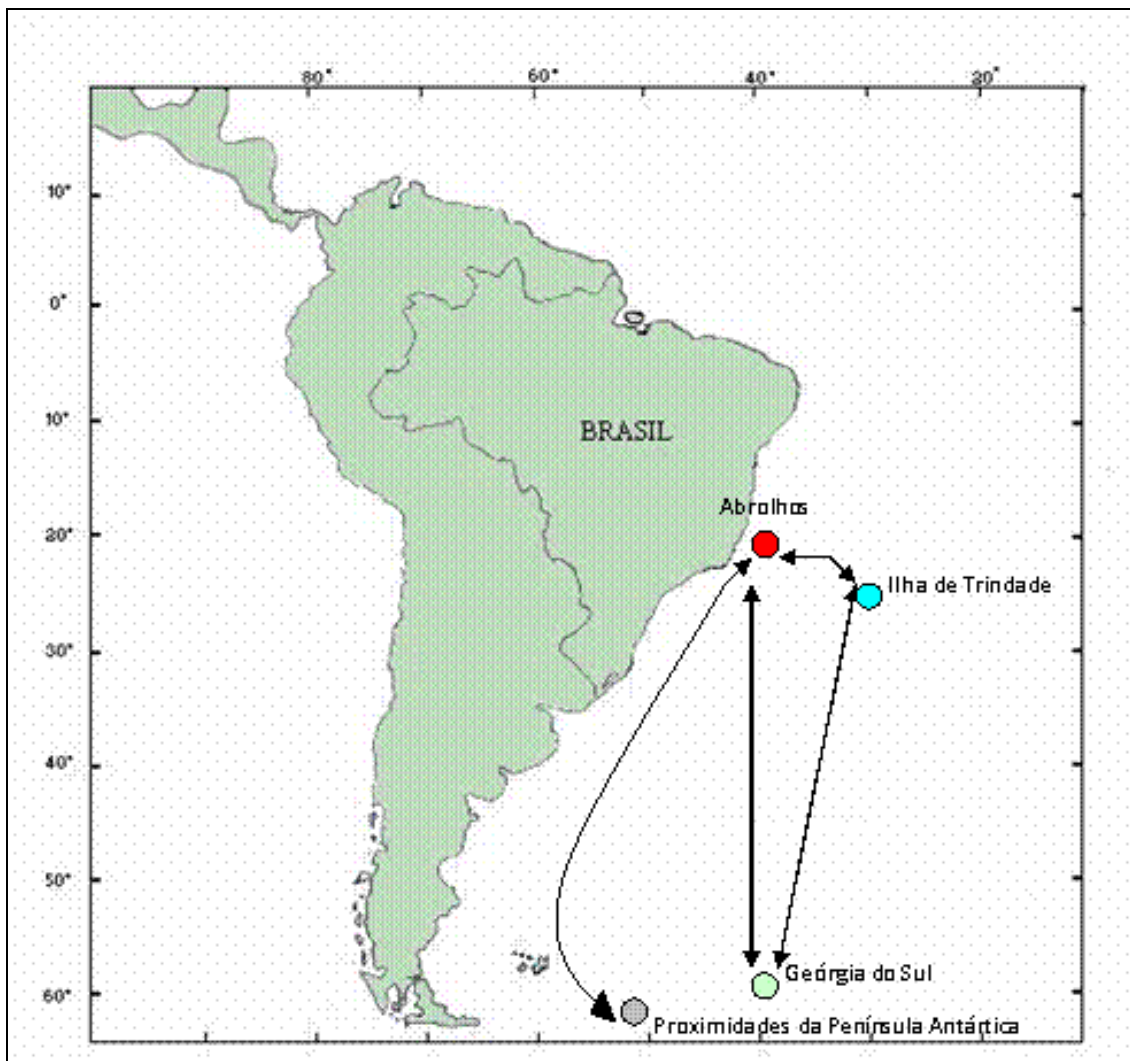 80° 60° 40° 20°
10°
0°
10°
BRASIL
Abrolhos
20°
Ilha de Trindade
30°
40°
50°
Geórgia do Sul
60°
Proximidades da Península Antártica